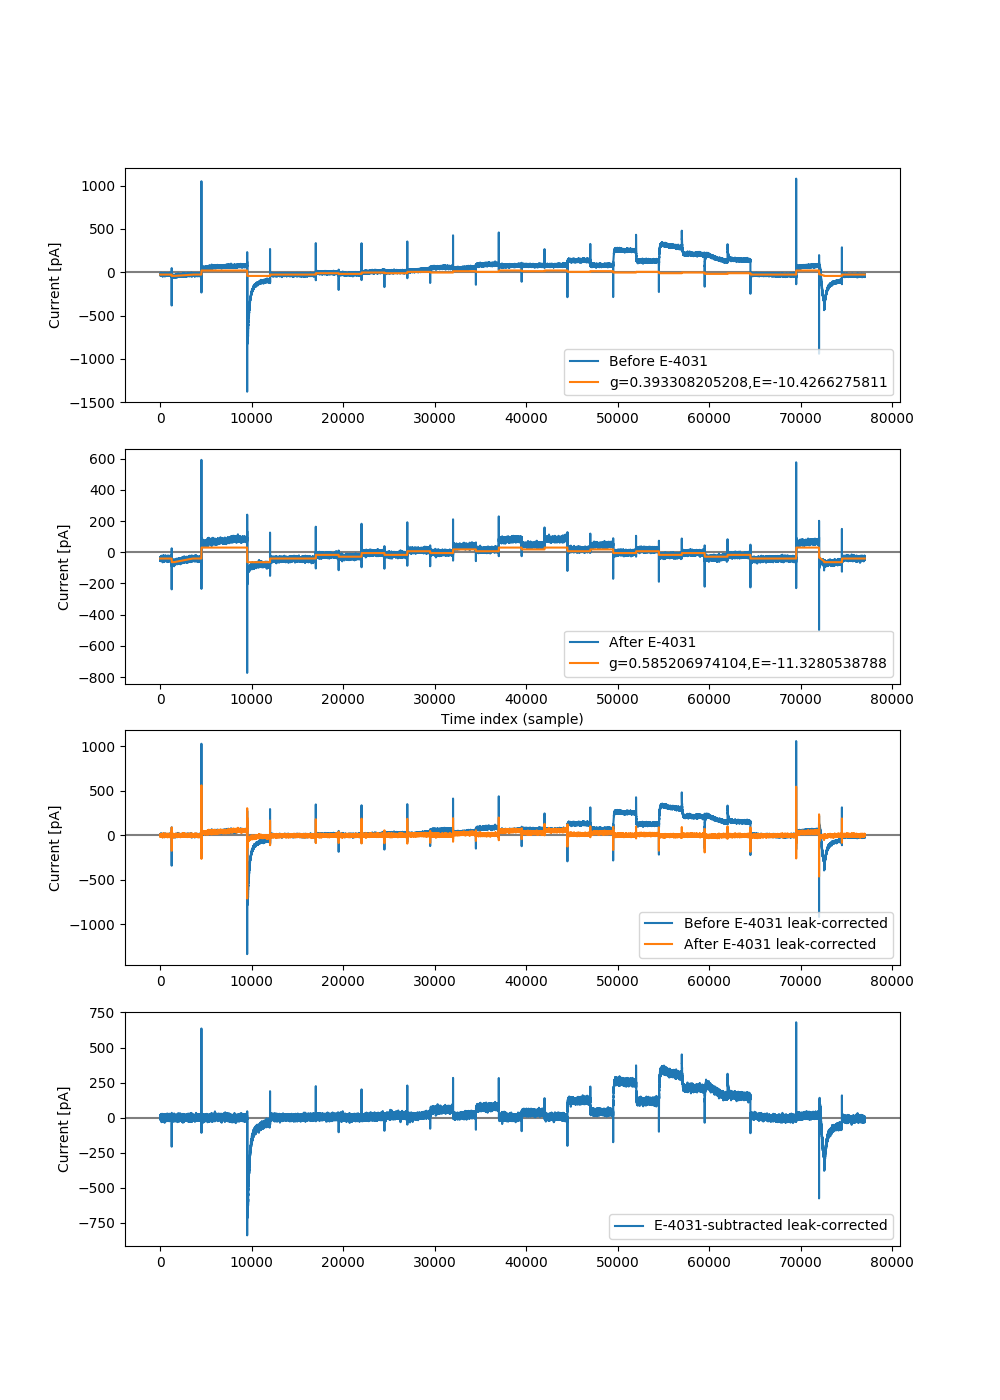 1000
500
0
−500
−1000
−1500
Current [pA]
Before E-4031
g=0.393308205208,E=-10.4266275811
0 10000 20000 30000 40000 50000 60000 70000 80000
600
400
200
0
−200
−400
−600
−800
Current [pA]
After E-4031
g=0.585206974104,E=-11.3280538788
0 10000 20000 30000 40000 50000 60000 70000 80000
Time index (sample)
1000
500
0
−500
−1000
Current [pA]
Before E-4031 leak-corrected
After E-4031 leak-corrected
0 10000 20000 30000 40000 50000 60000 70000 80000
750
500
250
0
−250
−500
−750
Current [pA]
E-4031-subtracted leak-corrected
0 10000 20000 30000 40000 50000 60000 70000 80000